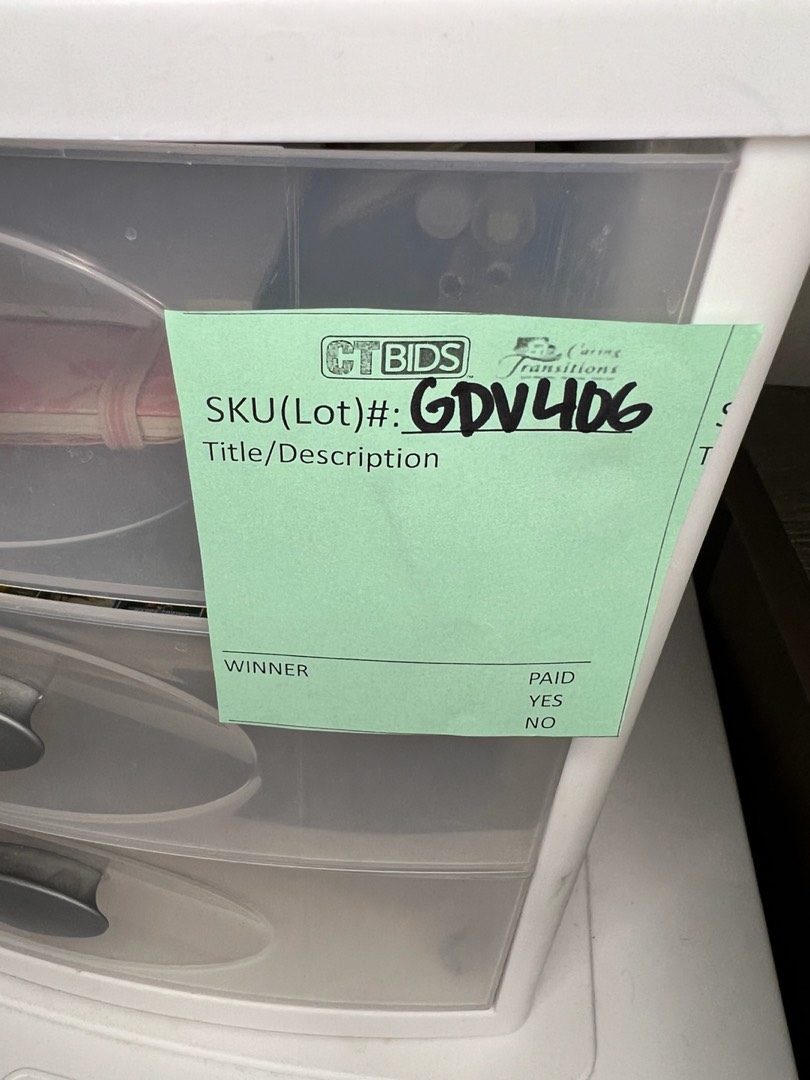 CTBIDS Caring
Transitions
SKU(Lot)#: GDV406
Title/Description
WINNER
PAID
YES
NO
S
T